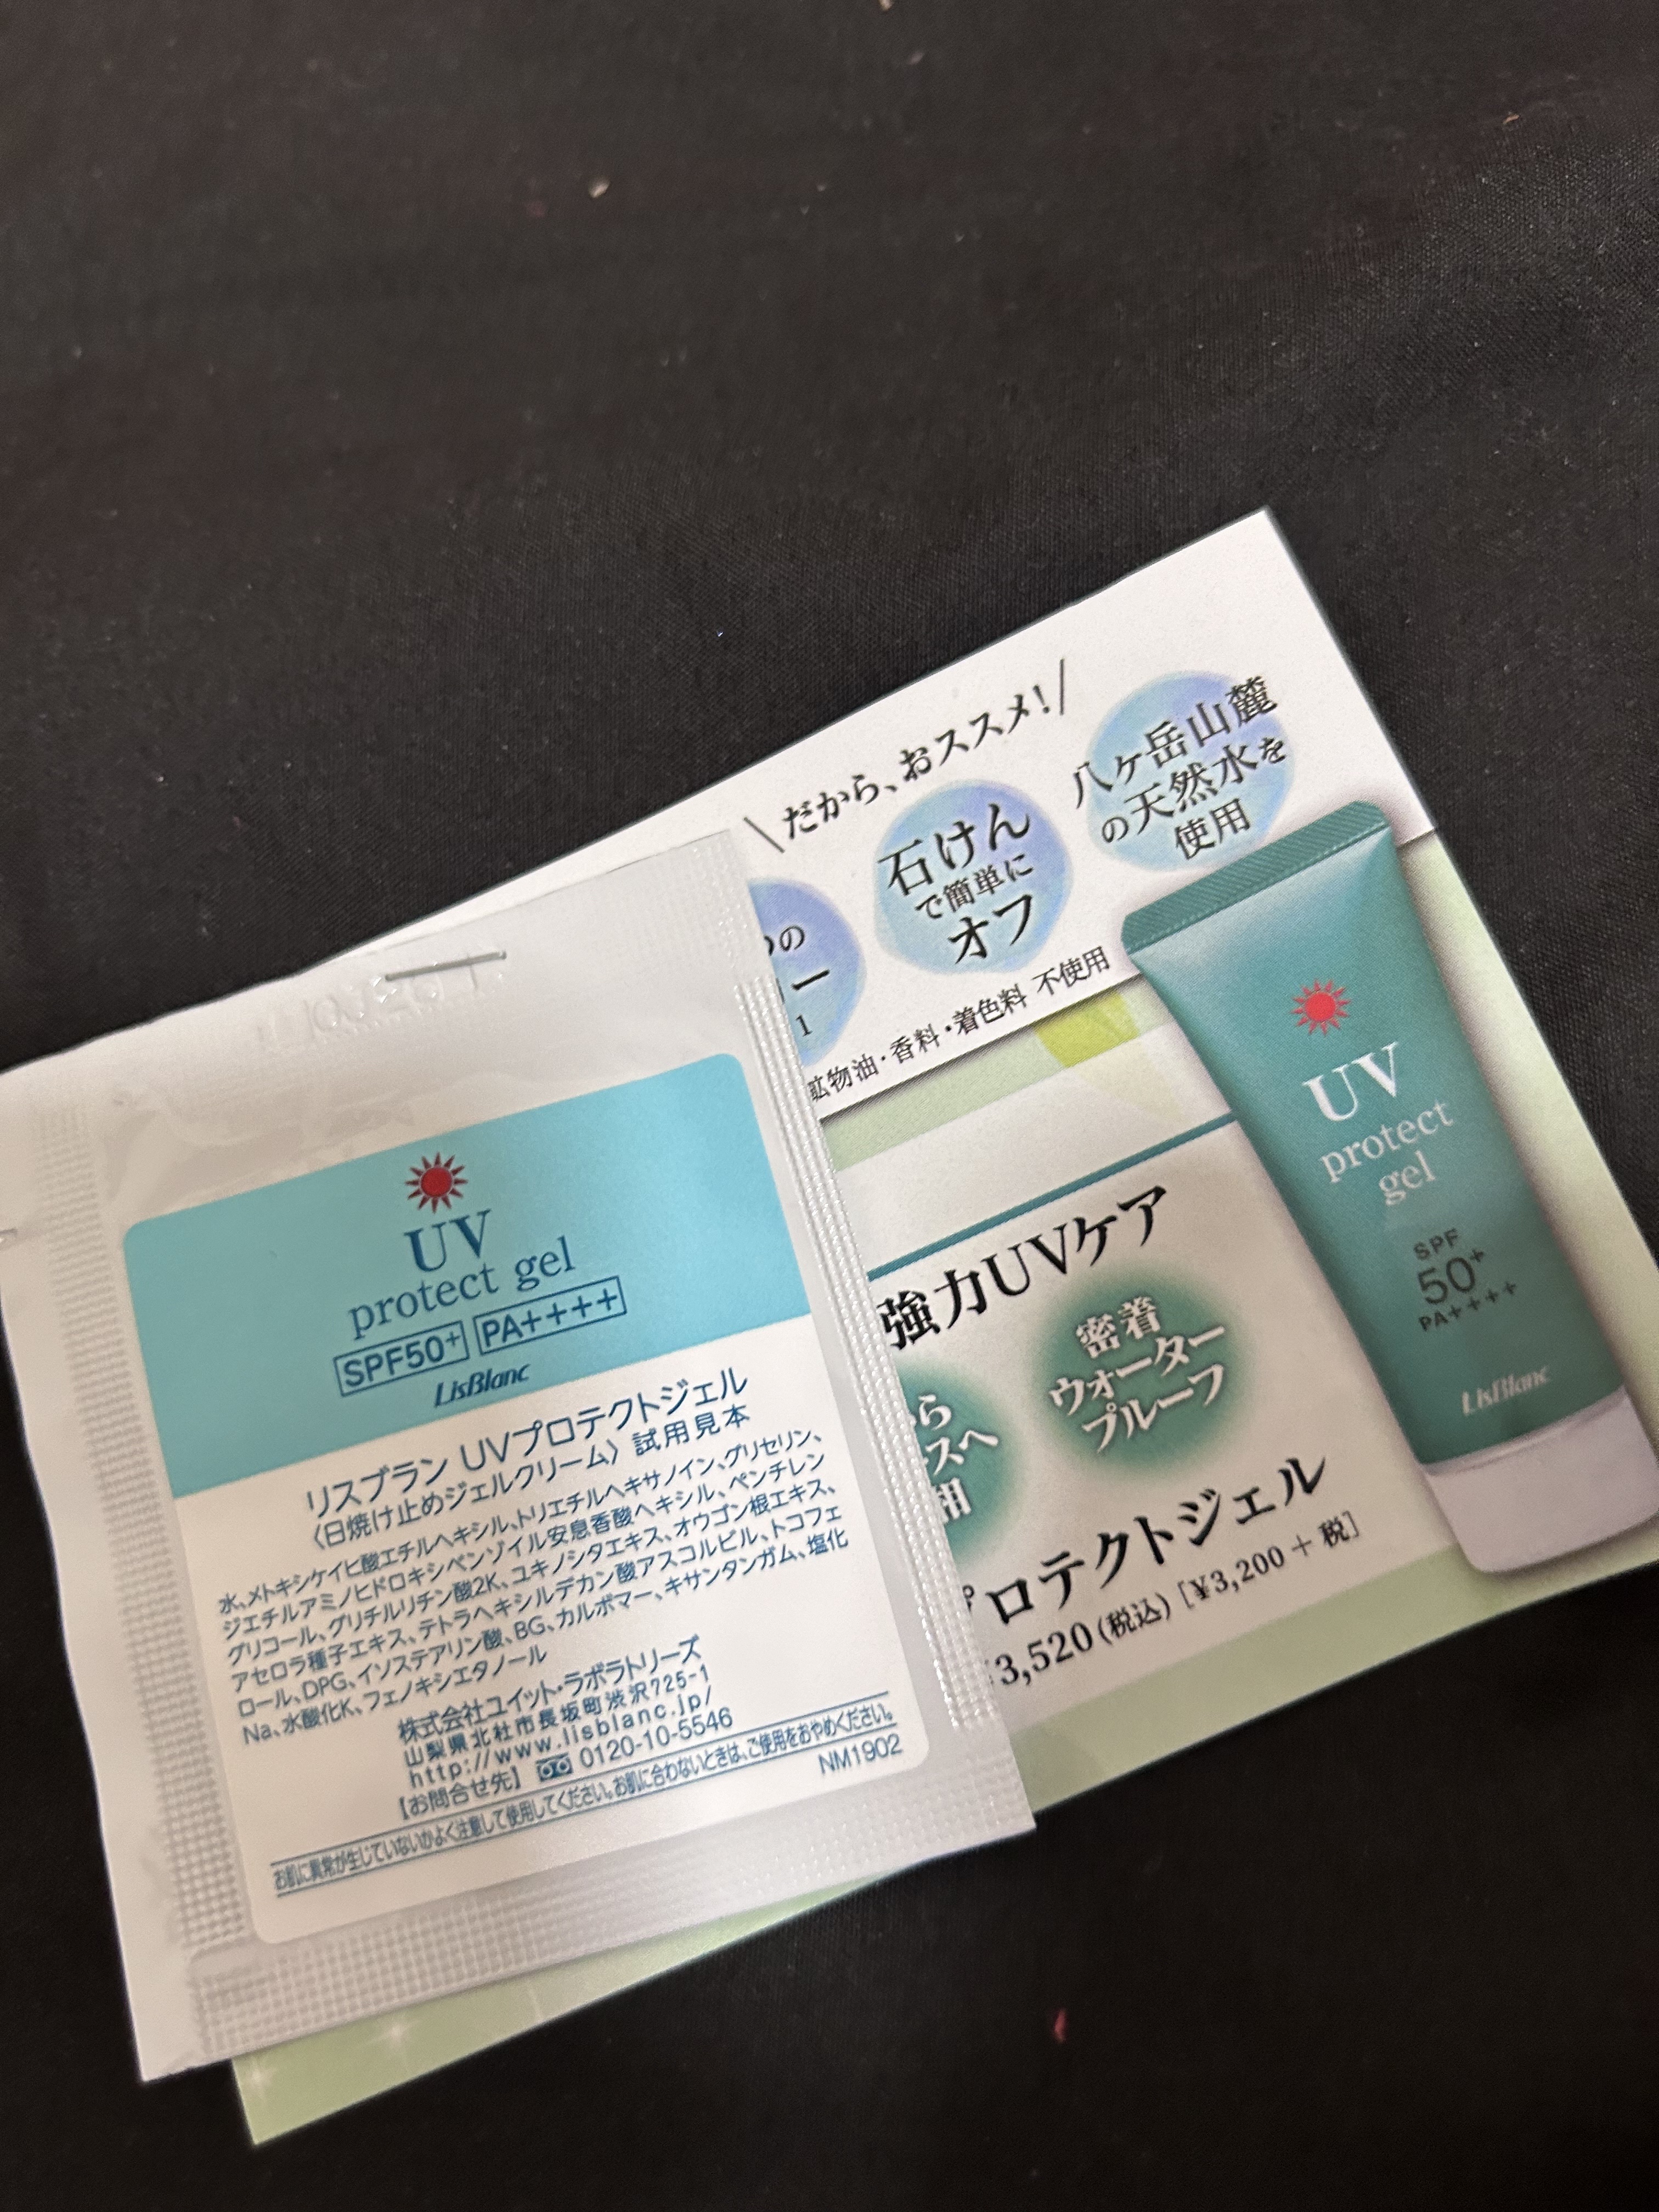 \だから、おススメ!/
石けん
で簡単に
オフ
八ヶ岳山麓
の天然水を
使用
鉱物油・香料・着色料 不使用
UV
protect
gel
SPF
50+
PA++++
LisBlanc
強力UVケア
密着
ウォーター
プルーフ
プロテクトジェル
¥3,520(税込)[¥3,200+税]
UV
protect gel
SPF50+ PA++++
LisBlanc
リスブラン UVプロテクトジェル
〈日焼け止めジェルクリーム〉試用見本
水、メトキシケイヒ酸エチルヘキシル、トリエチルヘキサノイン、グリセリン、
ジエチルアミノヒドロキシベンゾイル安息香酸ヘキシル、ペンチレン
グリコール、グリチルリチン酸2K、ユキノシタエキス、オウゴン根エキス、
アセロラ種子エキス、テトラヘキシルデカン酸アスコルビル、トコフェ
ロール、DPG、イソステアリン酸、BG、カルボマー、キサンタンガム、塩化
Na、水酸化K、フェノキシエタノール
株式会社ユイット・ラボラトリーズ
山梨県北杜市長坂町渋沢725-1
http://www.lisblanc.jp/
【お問合せ先】 0120-10-5546
お肌に異常が生じていないかよく注意して使用してください。お肌に合わないときは、ご使用をおやめください。
NM1902